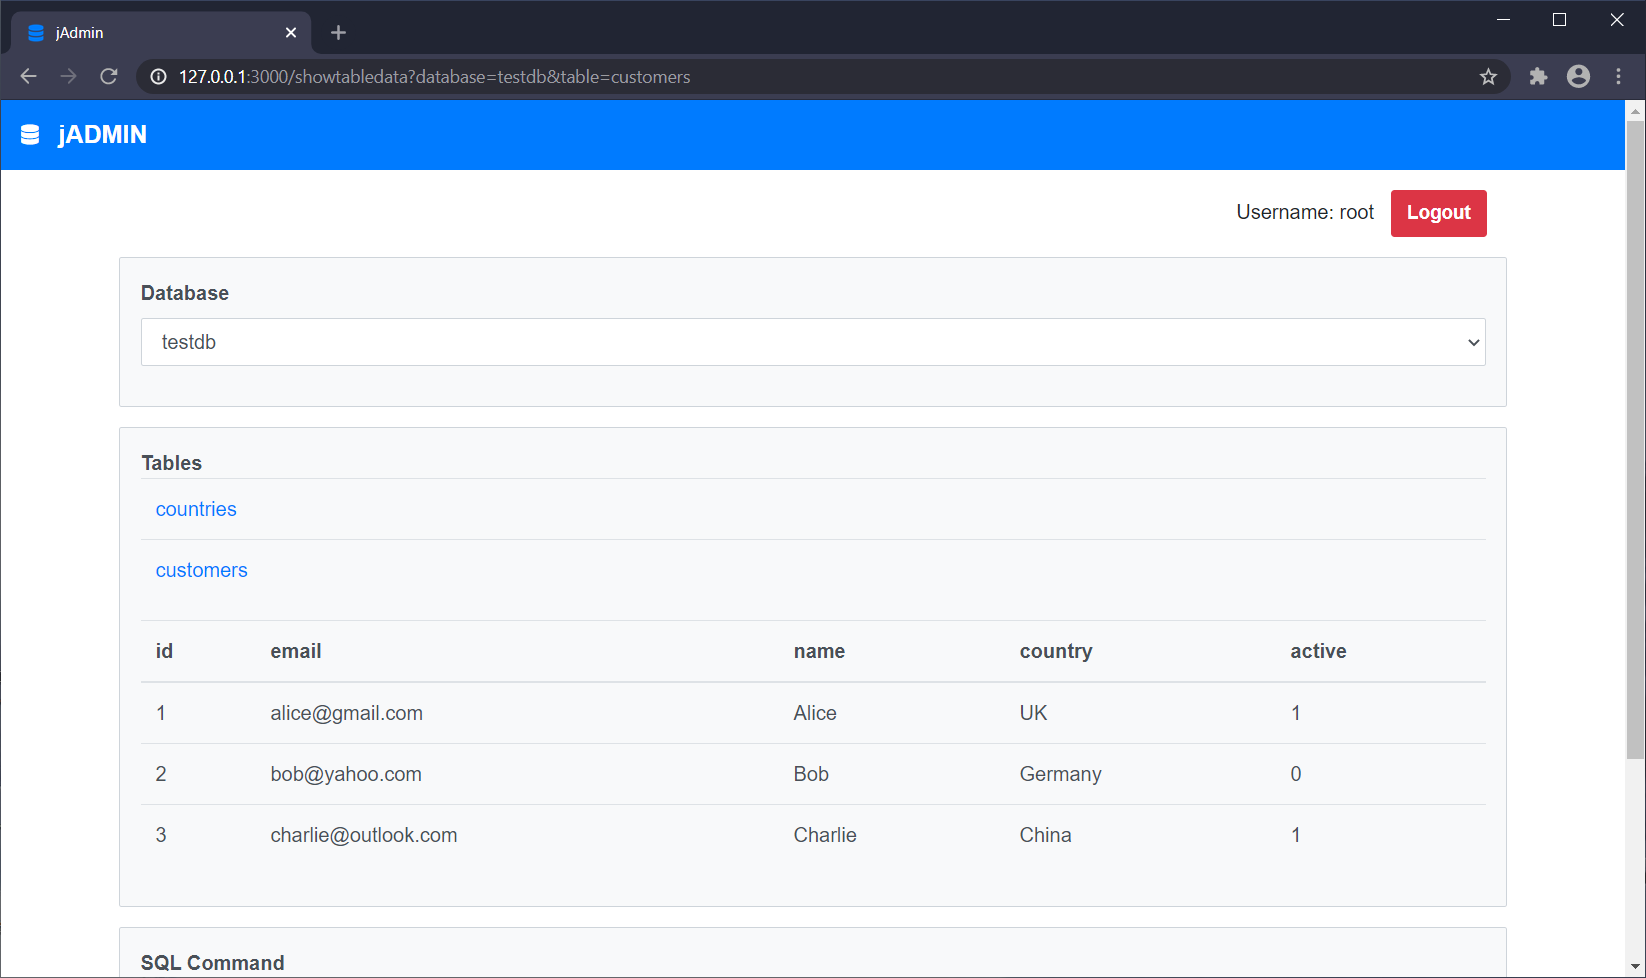 jAdmin
127.0.0.1:3000/showtabledata?database=testdb&table=customers
jADMIN
Username: root Logout
Database
testdb
Tables
countries
customers
id email name country active
1 alice@gmail.com Alice UK 1
2 bob@yahoo.com Bob Germany 0
3 charlie@outlook.com Charlie China 1
SQL Command